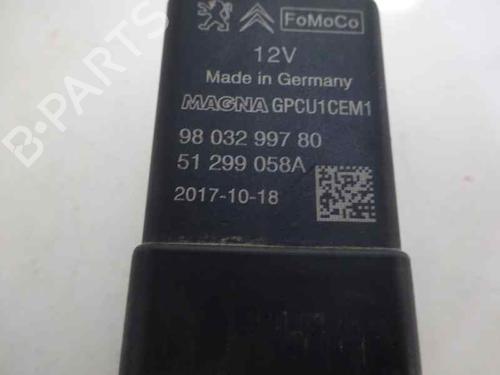 FoMoCo
12V
Made in Germany
MAGNA GPCU1CEM1
98 032 997 80
51 299 058A
2017-10-18
B-PARTS